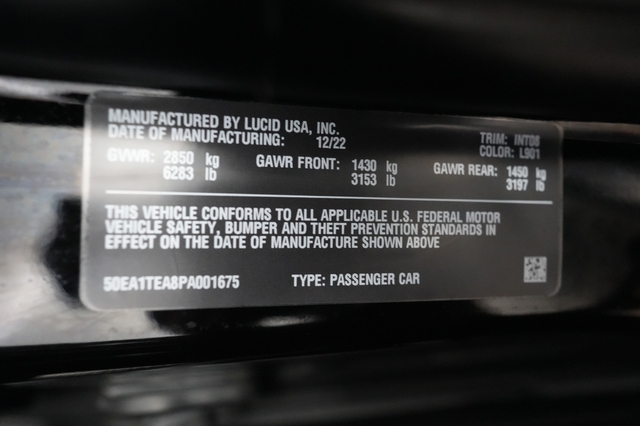 MANUFACTURED BY LUCID USA, INC.
DATE OF MANUFACTURING: 12/22
TRIM: INT08
COLOR: L901
GVWR: 2850 kg
6283 lb
GAWR FRONT: 1430 kg
3153 lb
GAWR REAR: 1450 kg
3197 lb
THIS VEHICLE CONFORMS TO ALL APPLICABLE U.S. FEDERAL MOTOR
VEHICLE SAFETY, BUMPER AND THEFT PREVENTION STANDARDS IN
EFFECT ON THE DATE OF MANUFACTURE SHOWN ABOVE
50EA1TEA8PA001675 TYPE: PASSENGER CAR